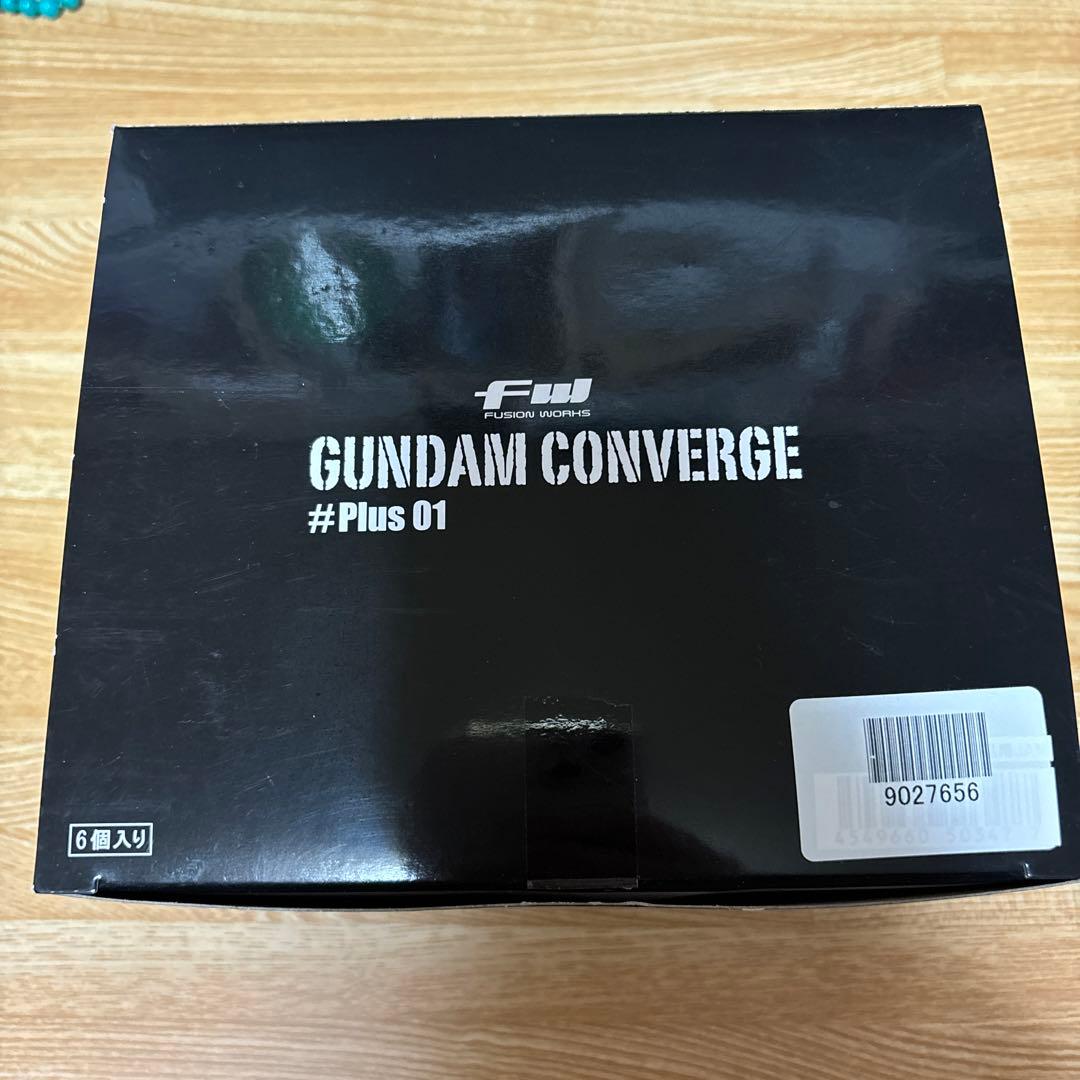 FW
FUSION WORKS
GUNDAM CONVERGE
#Plus 01
9027656
6個入り